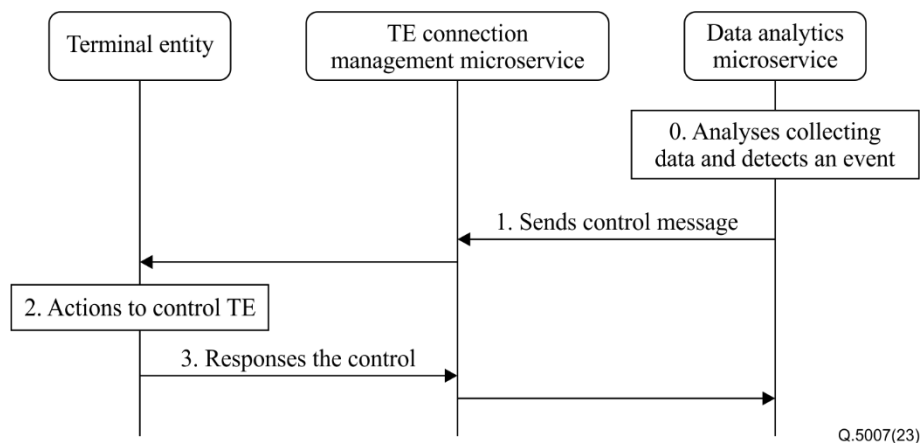 Terminal entity
TE connection
management microservice
Data analytics
microservice
0. Analyses collecting
data and detects an event
1. Sends control message
2. Actions to control TE
3. Responses the control
Q.5007(23)